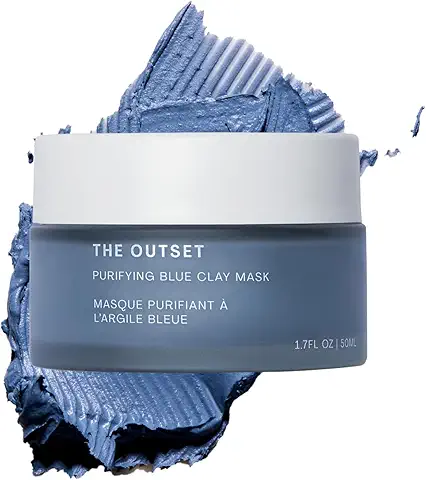 THE OUTSET
PURIFYING BLUE CLAY MASK
MASQUE PURIFIANT À
L'ARGILE BLEUE
1.7FL OZ | 50ML